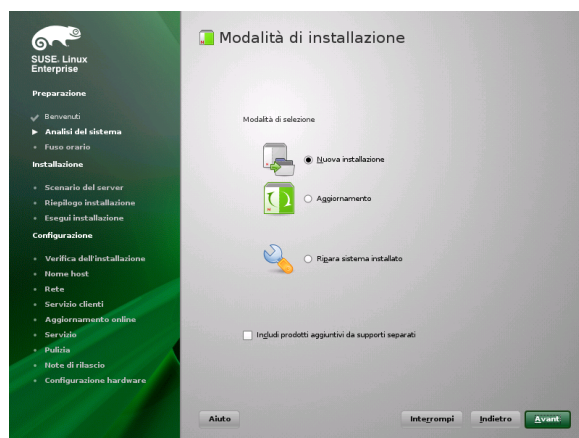 SUSE. Linux
Enterprise
Preparazione
Benvenuti
Analisi del sistema
Fuso orario
Installazione
Scenario del server
Riepilogo installazione
Esegui installazione
Configurazione
Verifica dell'installazione
Nome host
Rete
Servizio clienti
Aggiornamento online
Servizio
Pulizia
Note di rilascio
Configurazione hardware
Modalità di installazione
Modalità di selezione
Nuova installazione
Aggiornamento
Ripara sistema installato
Includi prodotti aggiuntivi da supporti separati
Aiuto
Interrompi
Indietro
Avant